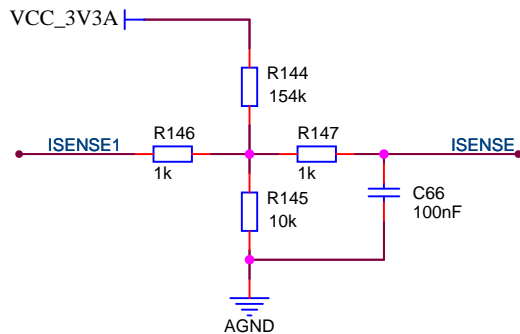 VCC_3V3A
R144
154k
ISENSE1
R146
1k
R147
1k
ISENSE
R145
10k
C66
100nF
AGND